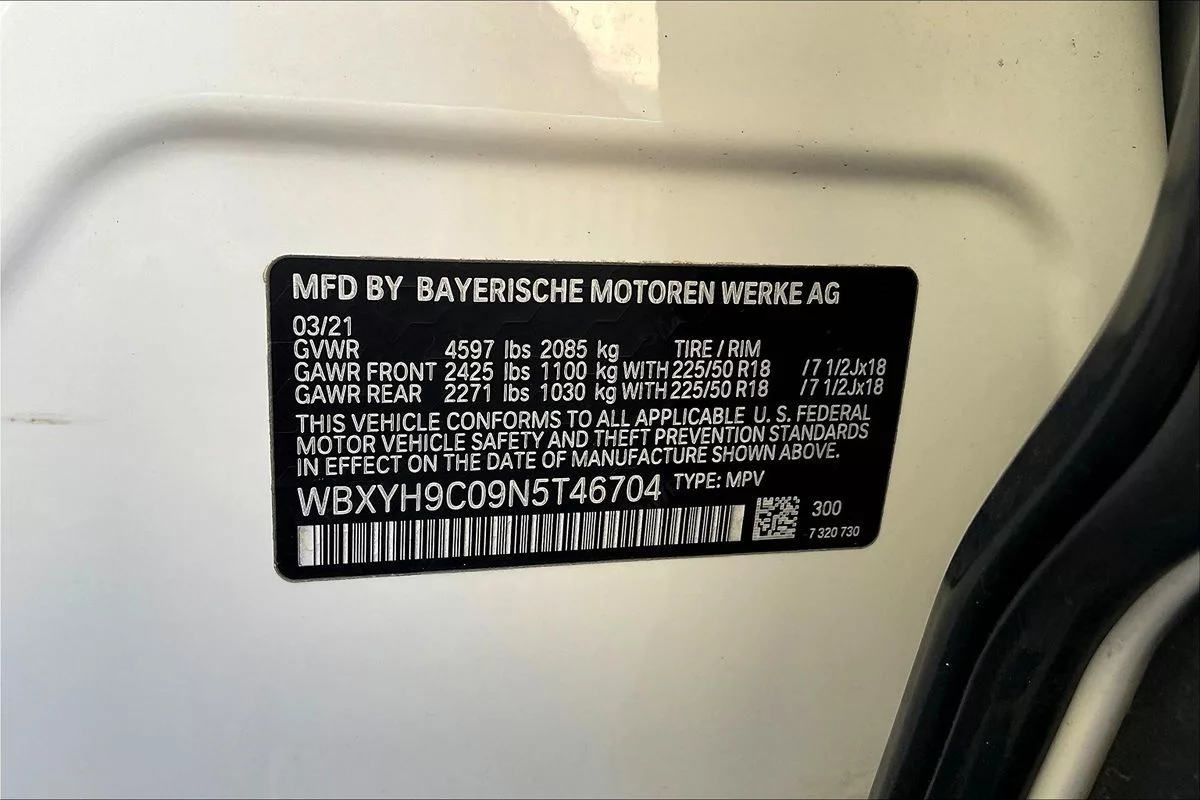 MFD BY BAYERISCHE MOTOREN WERKE AG
03/21
GVWR 4597 lbs 2085 kg TIRE / RIM
GAWR FRONT 2425 lbs 1100 kg WITH 225/50 R18 /7 1/2Jx18
GAWR REAR 2271 lbs 1030 kg WITH 225/50 R18 /7 1/2Jx18
THIS VEHICLE CONFORMS TO ALL APPLICABLE U. S. FEDERAL
MOTOR VEHICLE SAFETY AND THEFT PREVENTION STANDARDS
IN EFFECT ON THE DATE OF MANUFACTURE SHOWN ABOVE.
WBXYH9C09N5T46704 TYPE: MPV
300
7 320 730